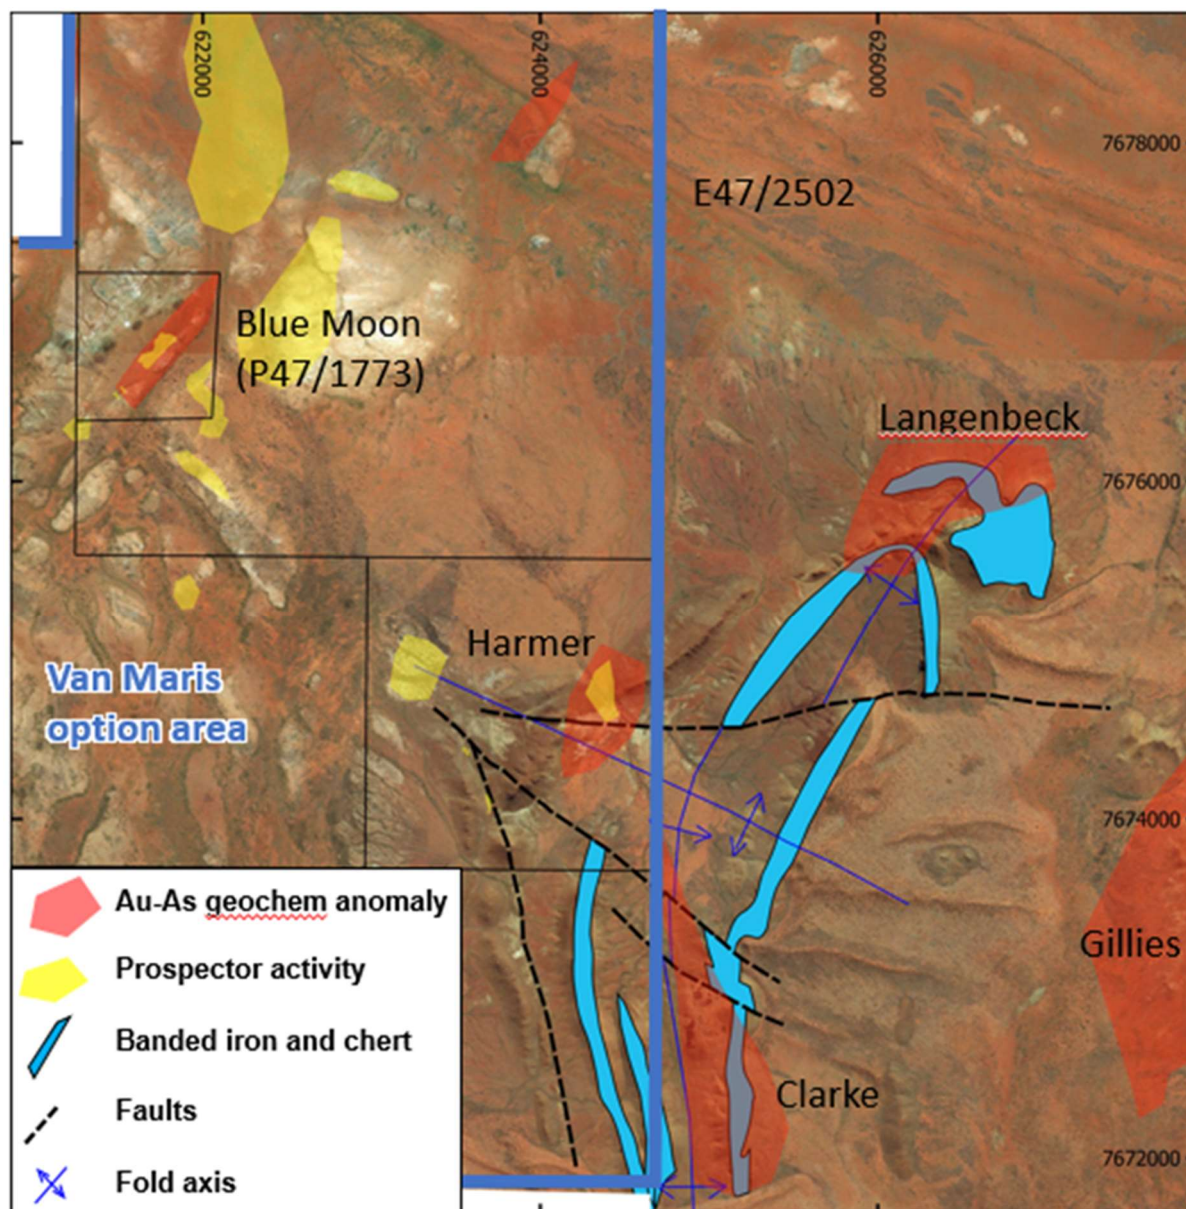 622000
624000
626000
7678000
E47/2502
Blue Moon
(P47/1773)
Langenbeck
7676000
Harmer
Van Maris
option area
7674000
Gillies
Clarke
7672000
Au-As geochem anomaly
Prospector activity
Banded iron and chert
Faults
Fold axis